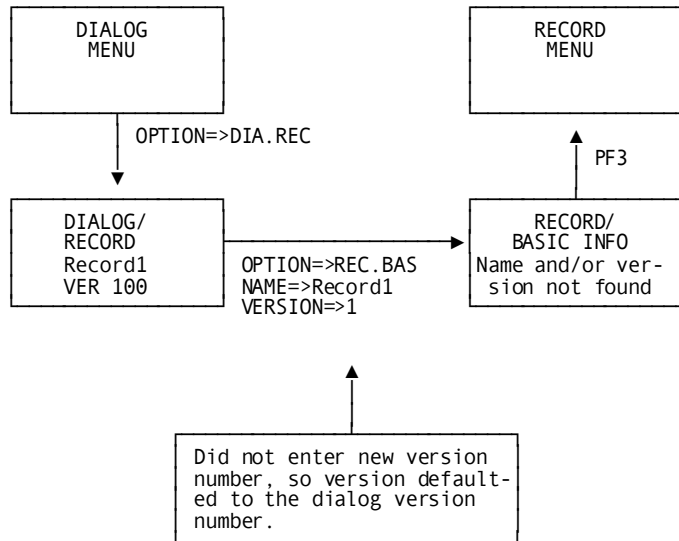 DIALOG
MENU
RECORD
MENU
OPTION=>DIA.REC
PF3
DIALOG/
RECORD
Record1
VER 100
OPTION=>REC.BAS
NAME=>Record1
VERSION=>1
RECORD/
BASIC INFO
Name and/or ver-
sion not found
Did not enter new version
number, so version default-
ed to the dialog version
number.